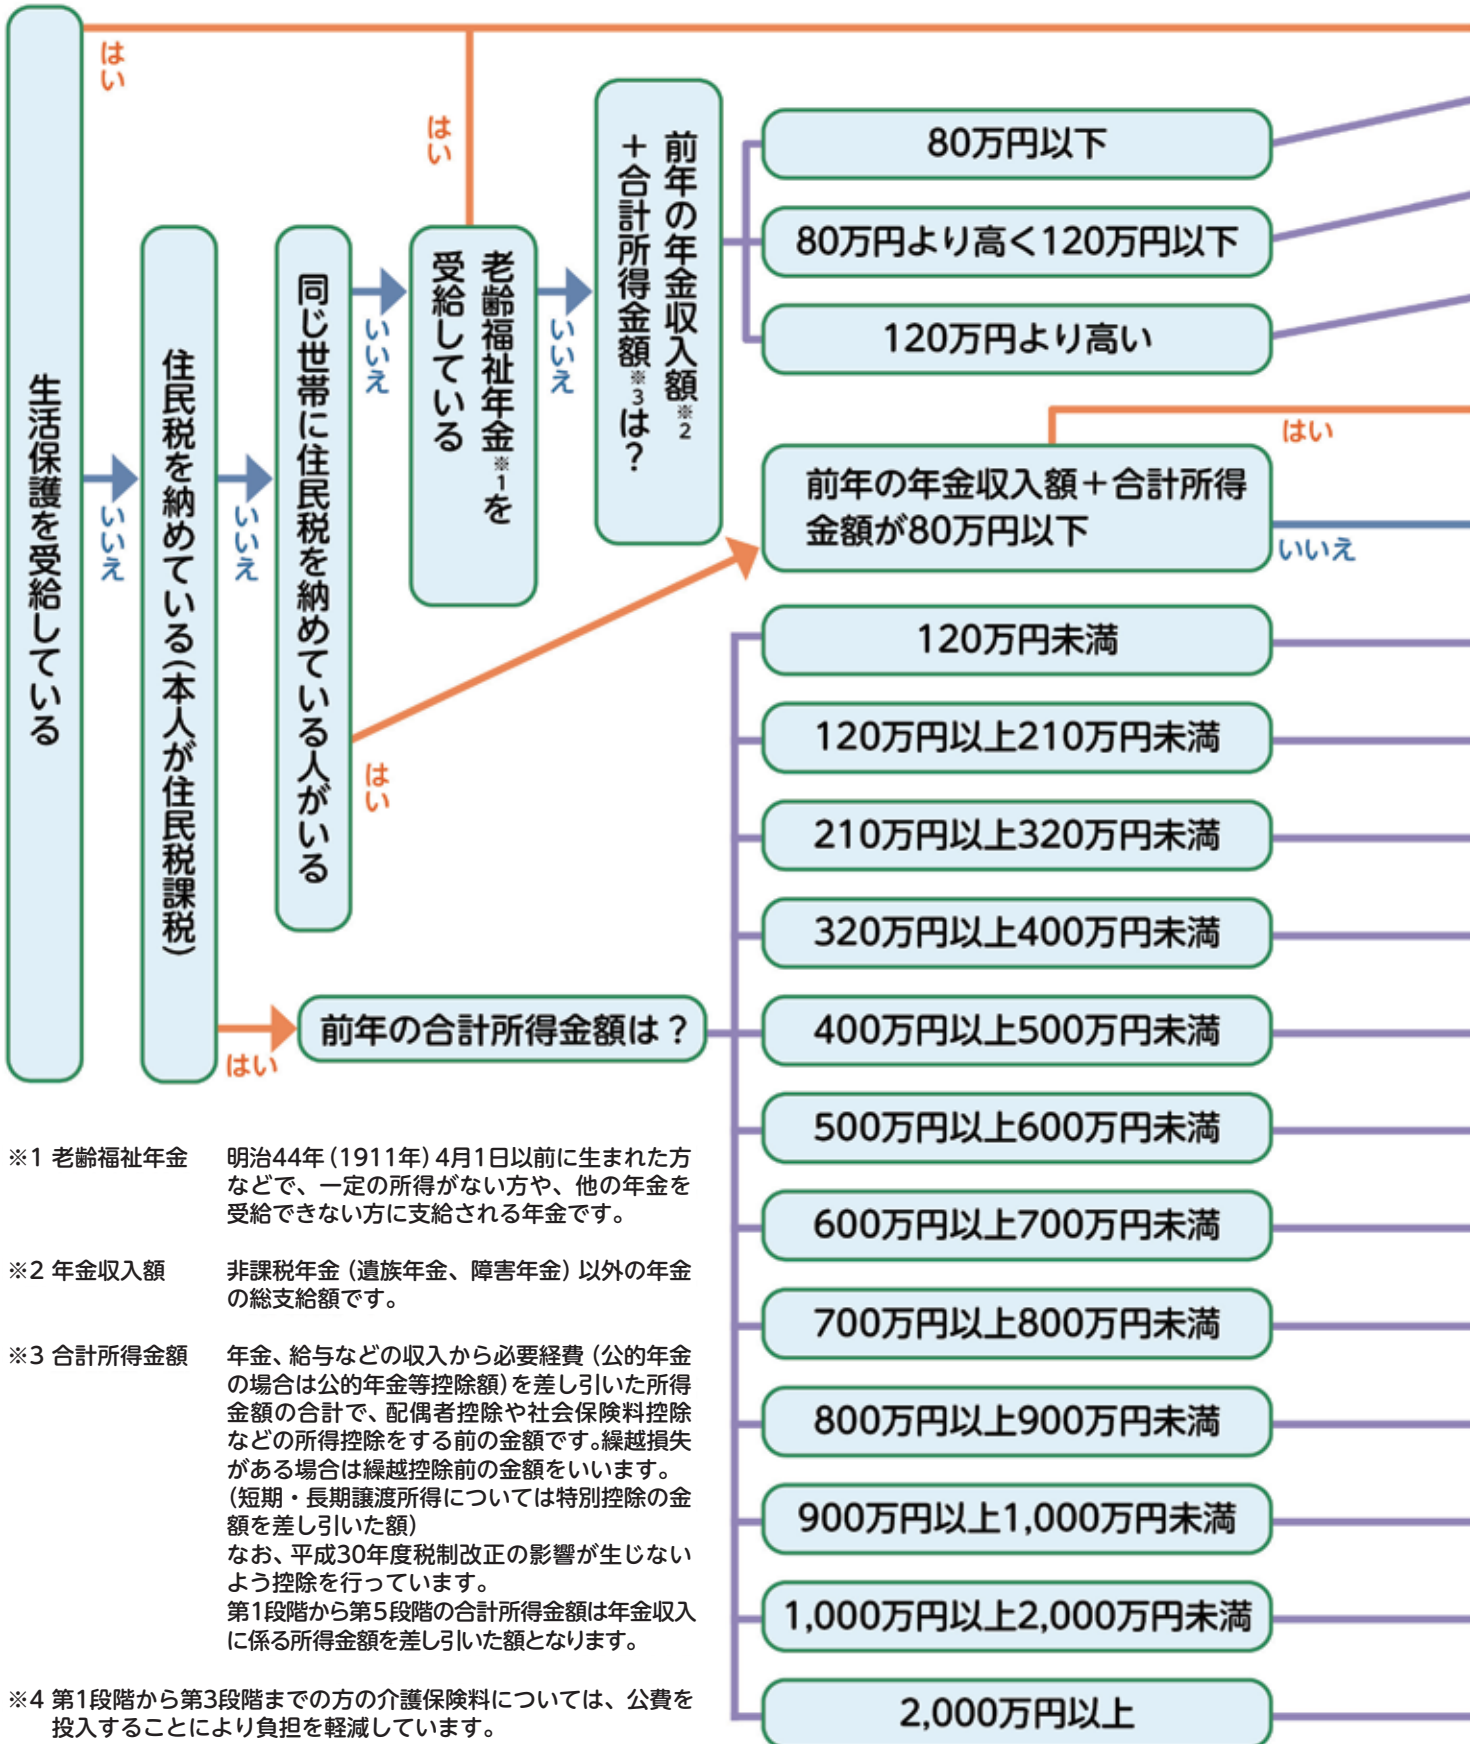 生活保護を受給している
はい
いいえ
住民税を納めている（本人が住民税課税）
いいえ
はい
同じ世帯に住民税を納めている人がいる
いいえ
はい
老齢福祉年金※1を
受給している
はい
いいえ
前年の年金収入額※2
＋合計所得金額※3は？
80万円以下
80万円より高く120万円以下
120万円より高い
前年の年金収入額＋合計所得
金額が80万円以下
はい
いいえ
前年の合計所得金額は？
120万円未満
120万円以上210万円未満
210万円以上320万円未満
320万円以上400万円未満
400万円以上500万円未満
500万円以上600万円未満
600万円以上700万円未満
700万円以上800万円未満
800万円以上900万円未満
900万円以上1,000万円未満
1,000万円以上2,000万円未満
2,000万円以上
※1 老齢福祉年金 明治44年（1911年）4月1日以前に生まれた方
などで、一定の所得がない方や、他の年金を
受給できない方に支給される年金です。
※2 年金収入額 非課税年金（遺族年金、障害年金）以外の年金
の総支給額です。
※3 合計所得金額 年金、給与などの収入から必要経費（公的年金
の場合は公的年金等控除額）を差し引いた所得
金額の合計で、配偶者控除や社会保険料控除
などの所得控除をする前の金額です。繰越損失
がある場合は繰越控除前の金額をいいます。
（短期・長期譲渡所得については特別控除の金
額を差し引いた額）
なお、平成30年度税制改正の影響が生じない
よう控除を行っています。
第1段階から第5段階の合計所得金額は年金収入
に係る所得金額を差し引いた額となります。
※4 第1段階から第3段階までの方の介護保険料については、公費を
投入することにより負担を軽減しています。